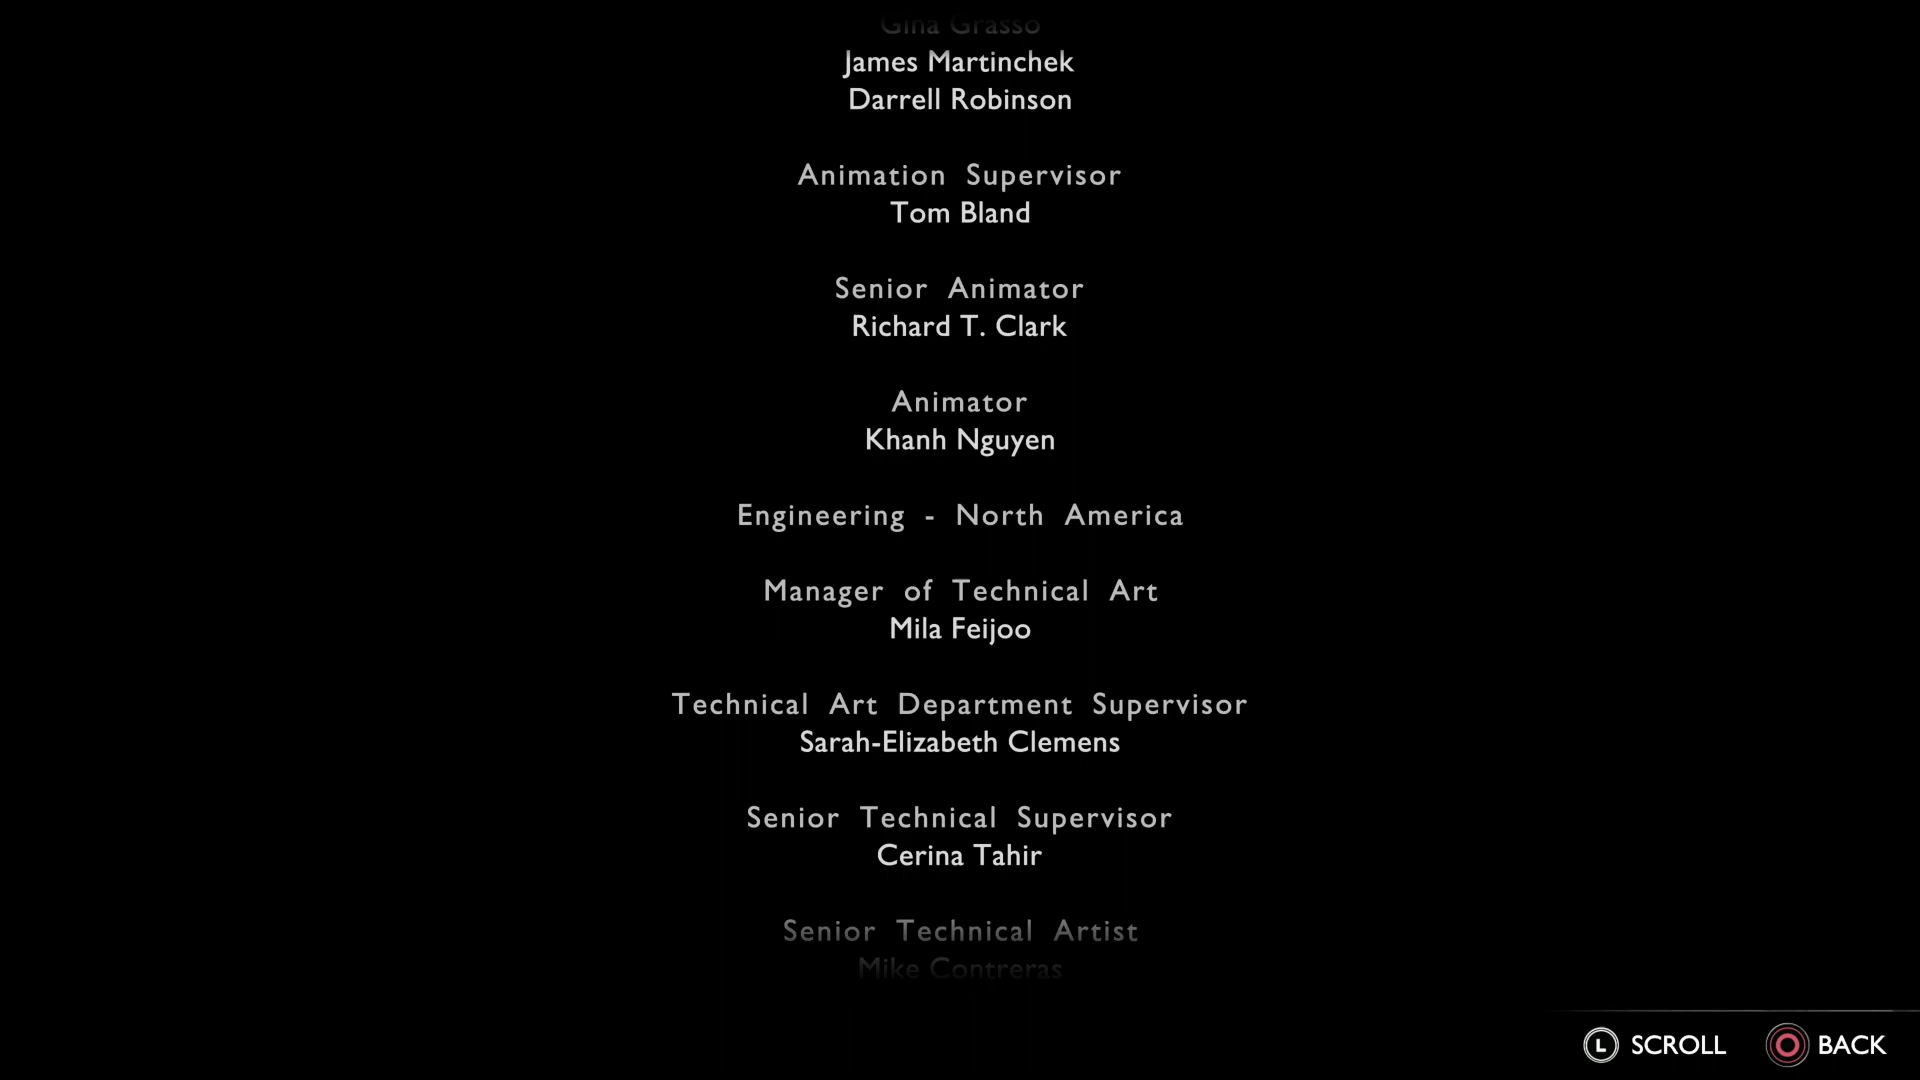 Gina Grasso
James Martinchek
Darrell Robinson
Animation Supervisor
Tom Bland
Senior Animator
Richard T. Clark
Animator
Khanh Nguyen
Engineering - North America
Manager of Technical Art
Mila Feijoo
Technical Art Department Supervisor
Sarah-Elizabeth Clemens
Senior Technical Supervisor
Cerina Tahir
Senior Technical Artist
Mike Contreras
L SCROLL BACK